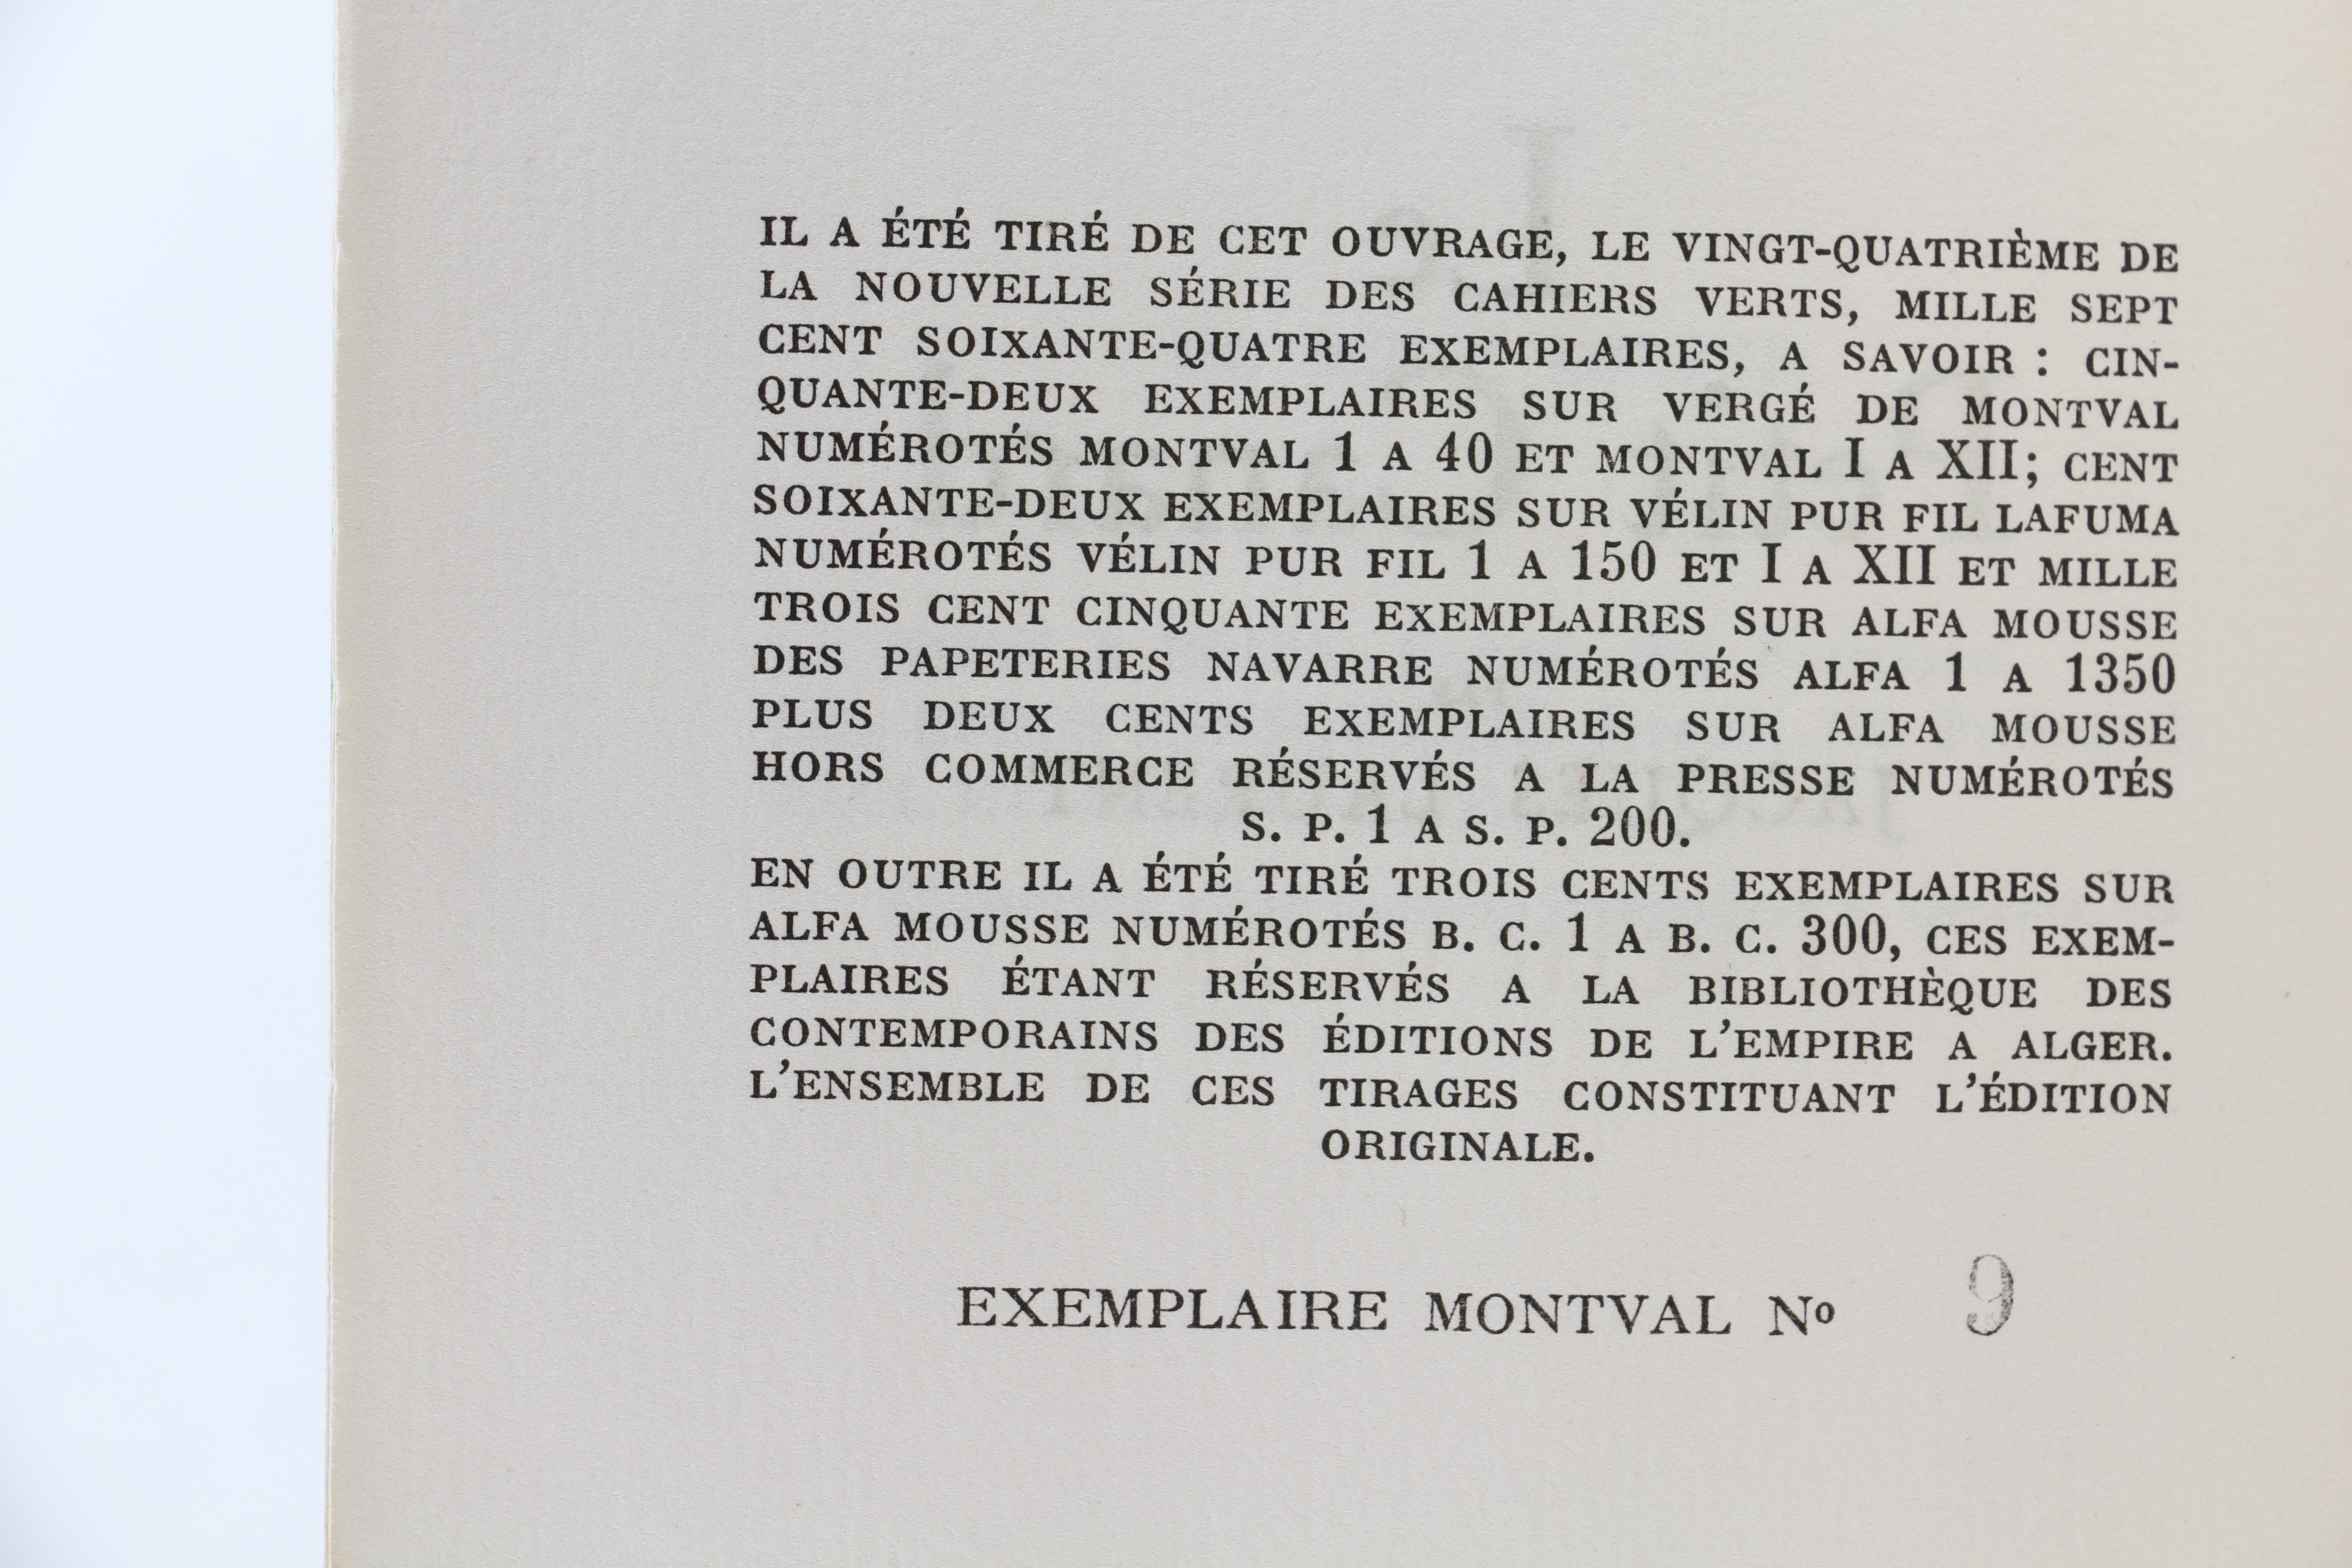 IL A ÉTÉ TIRÉ DE CET OUVRAGE, LE VINGT-QUATRIÈME DE
LA NOUVELLE SÉRIE DES CAHIERS VERTS, MILLE SEPT
CENT SOIXANTE-QUATRE EXEMPLAIRES, A SAVOIR : CIN-
QUANTE-DEUX EXEMPLAIRES SUR VERGÉ DE MONTVAL
NUMÉROTÉS MONTVAL 1 A 40 ET MONTVAL I A XII; CENT
SOIXANTE-DEUX EXEMPLAIRES SUR VÉLIN PUR FIL LAFUMA
NUMÉROTÉS VÉLIN PUR FIL 1 A 150 ET I A XII ET MILLE
TROIS CENT CINQUANTE EXEMPLAIRES SUR ALFA MOUSSE
DES PAPETERIES NAVARRE NUMÉROTÉS ALFA 1 A 1350
PLUS DEUX CENTS EXEMPLAIRES SUR ALFA MOUSSE
HORS COMMERCE RÉSERVÉS A LA PRESSE NUMÉROTÉS
S. P. 1 A S. P. 200.
EN OUTRE IL A ÉTÉ TIRÉ TROIS CENTS EXEMPLAIRES SUR
ALFA MOUSSE NUMÉROTÉS B. C. 1 A B. C. 300, CES EXEM-
PLAIRES ÉTANT RÉSERVÉS A LA BIBLIOTHÈQUE DES
CONTEMPORAINS DES ÉDITIONS DE L'EMPIRE A ALGER.
L'ENSEMBLE DE CES TIRAGES CONSTITUANT L'ÉDITION
ORIGINALE.
EXEMPLAIRE MONTVAL Nº 9